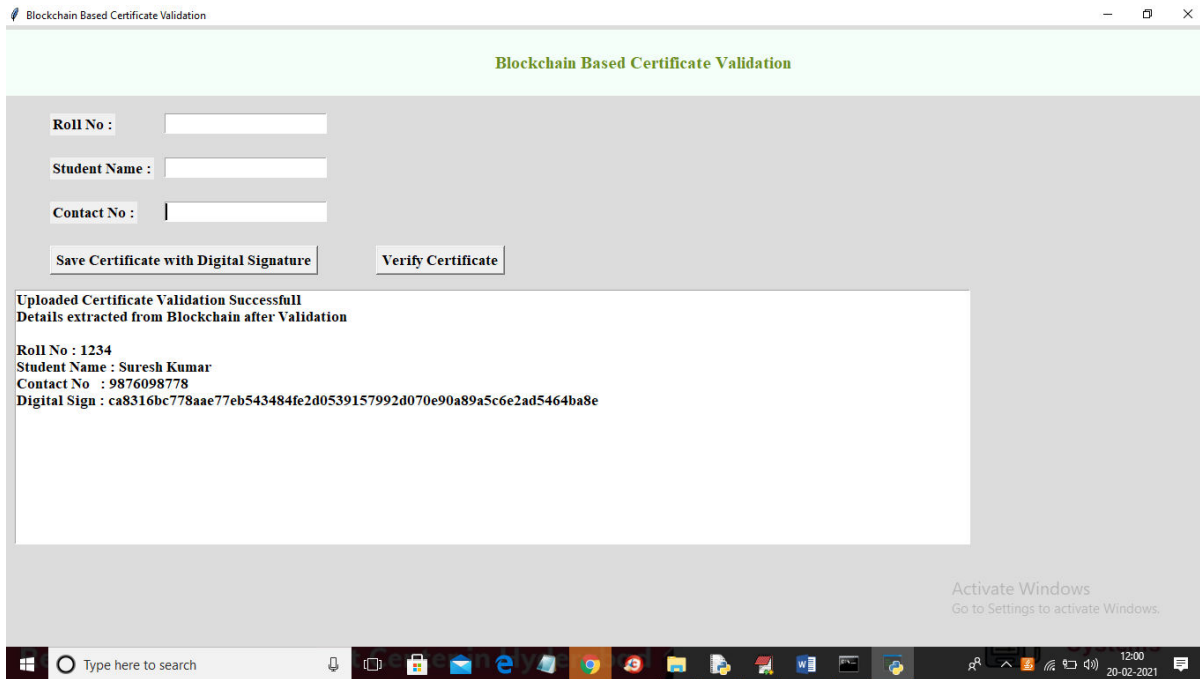 Blockchain Based Certificate Validation
Blockchain Based Certificate Validation
Roll No :
Student Name :
Contact No :
Save Certificate with Digital Signature
Verify Certificate
Uploaded Certificate Validation Successfull
Details extracted from Blockchain after Validation
Roll No : 1234
Student Name : Suresh Kumar
Contact No : 9876098778
Digital Sign : ca8316bc778aae77eb543484fe2d0539157992d070e90a89a5c6e2ad5464ba8e
Activate Windows
Go to Settings to activate Windows.
Type here to search
12:00
20-02-2021